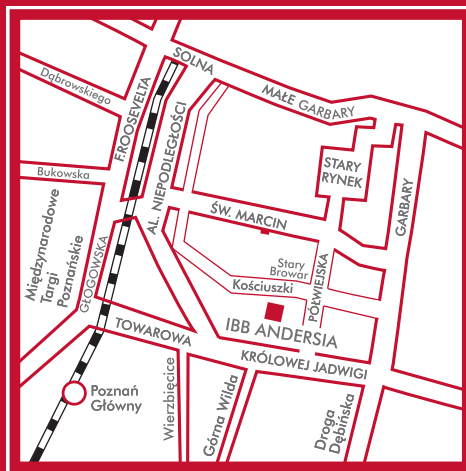 SOLNA
Dąbrowskiego
F.ROOSEVELTA
MAŁE GARBARY
AL. NIEPODLEGŁOŚCI
STARY
RYNEK
Bukowska
GARBARY
ŚW. MARCIN
Międzynarodowe
Targi
Poznańskie
GŁOGOWSKA
Stary
Browar
PÓŁWIEJSKA
Kościuszki
IBB ANDERSIA
TOWAROWA
KRÓLOWEJ JADWIGI
Poznań
Główny
Wierzbięcice
Górna Wilda
Droga
Dębińska